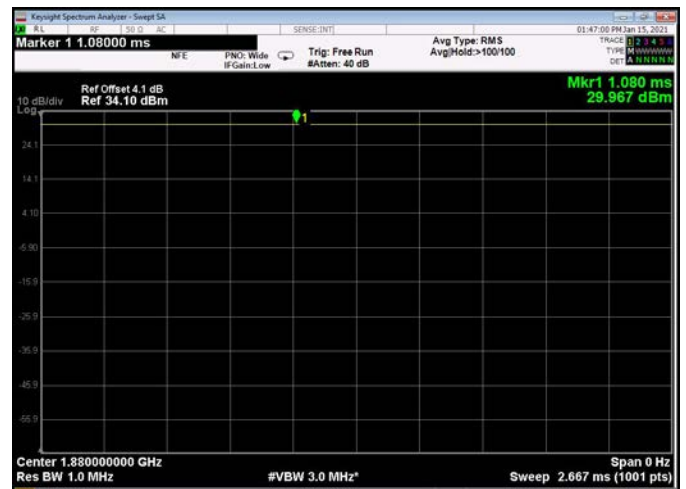 Keysight Spectrum Analyzer - Swept SA
RL RF 50 Ω AC SENSE:INT 01:47:00 PM Jan 15, 2021
Marker 1 1.08000 ms
NFE PNO: Wide Trig: Free Run Avg Type: RMS TRACE 1 2 3 4 5 6
IFGain:Low #Atten: 40 dB Avg|Hold:>100/100 TYPE M WWWWW
DET A N N N N N
Ref Offset 4.1 dB Mkr1 1.080 ms
10 dB/div Ref 34.10 dBm 29.967 dBm
Log
1
24.1
14.1
4.10
-5.90
-15.9
-25.9
-35.9
-45.9
-55.9
Center 1.880000000 GHz Span 0 Hz
Res BW 1.0 MHz #VBW 3.0 MHz* Sweep 2.667 ms (1001 pts)